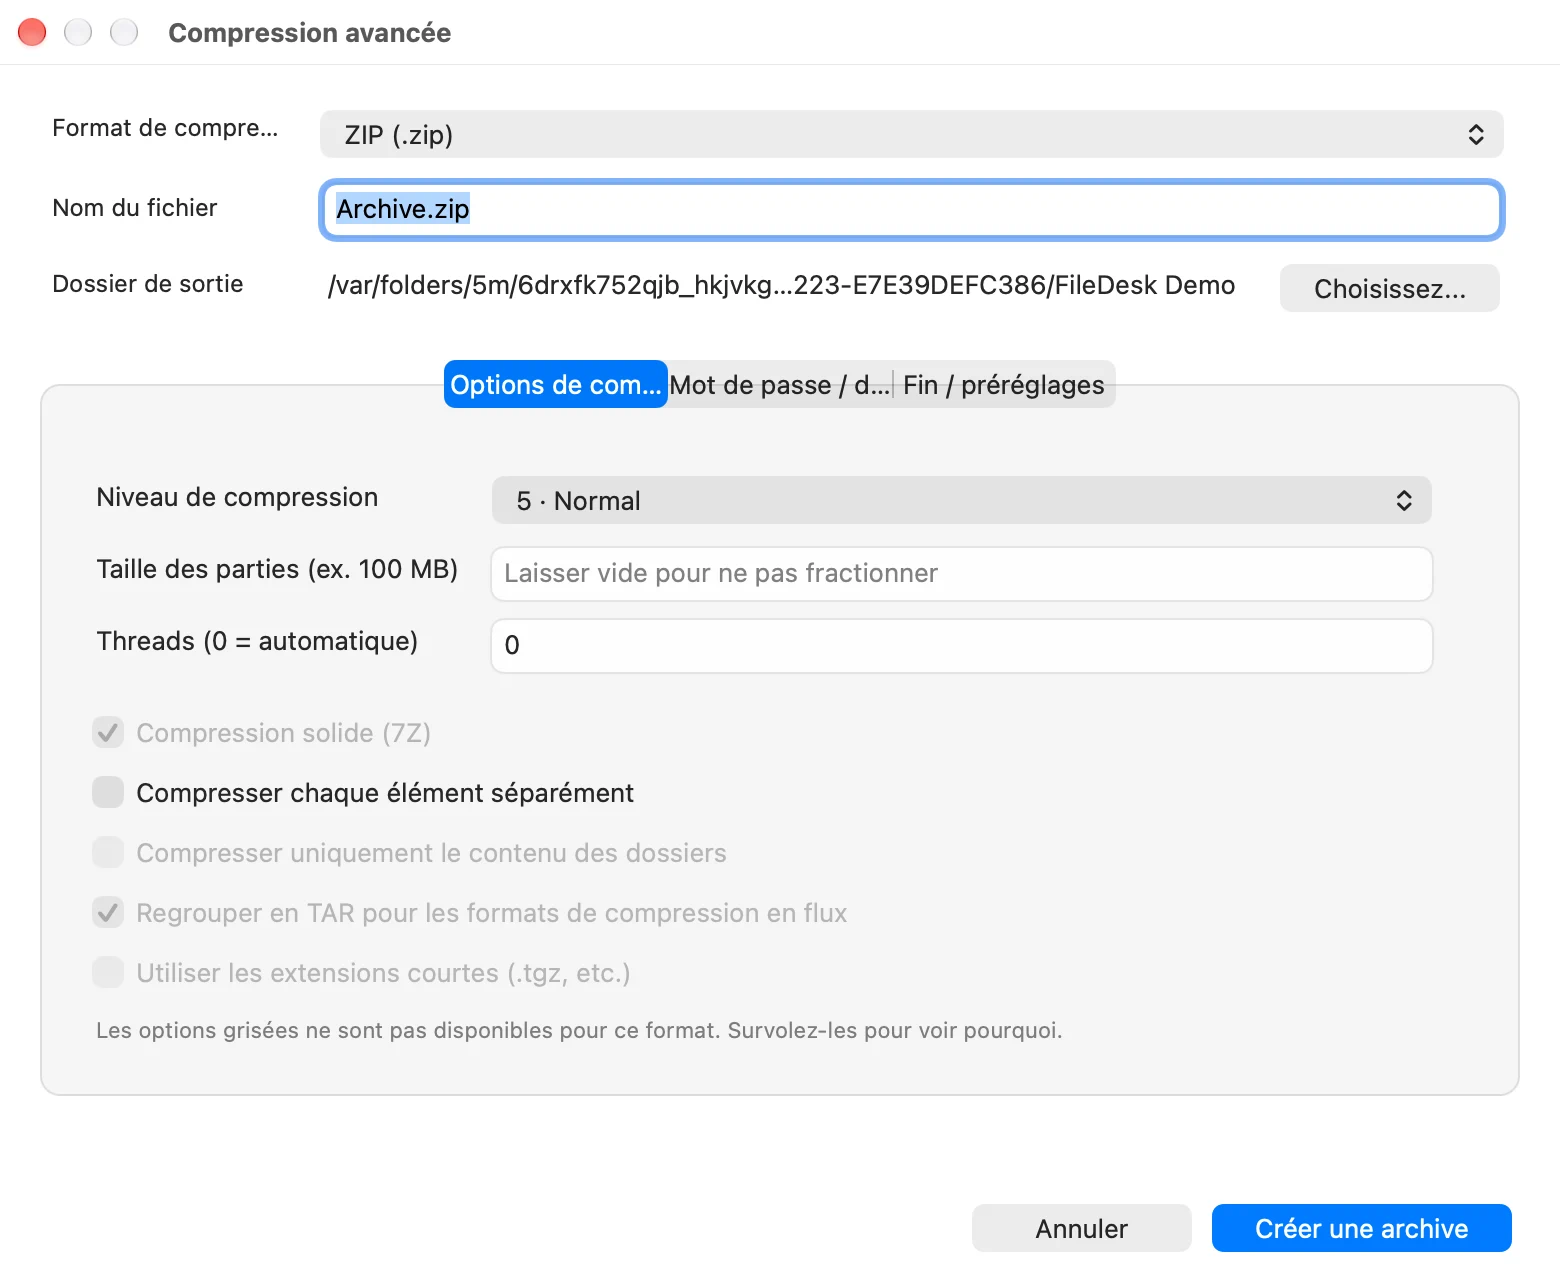 Compression avancée
Format de compre...
ZIP (.zip)
Nom du fichier
Archive.zip
Dossier de sortie
/var/folders/5m/6drxfk752qjb_hkjvkg...223-E7E39DEFC386/FileDesk Demo
Choisissez...
Options de com...
Mot de passe / d...
Fin / préréglages
Niveau de compression
5 · Normal
Taille des parties (ex. 100 MB)
Laisser vide pour ne pas fractionner
Threads (0 = automatique)
0
Compression solide (7Z)
Compresser chaque élément séparément
Compresser uniquement le contenu des dossiers
Regrouper en TAR pour les formats de compression en flux
Utiliser les extensions courtes (.tgz, etc.)
Les options grisées ne sont pas disponibles pour ce format. Survolez-les pour voir pourquoi.
Annuler
Créer une archive